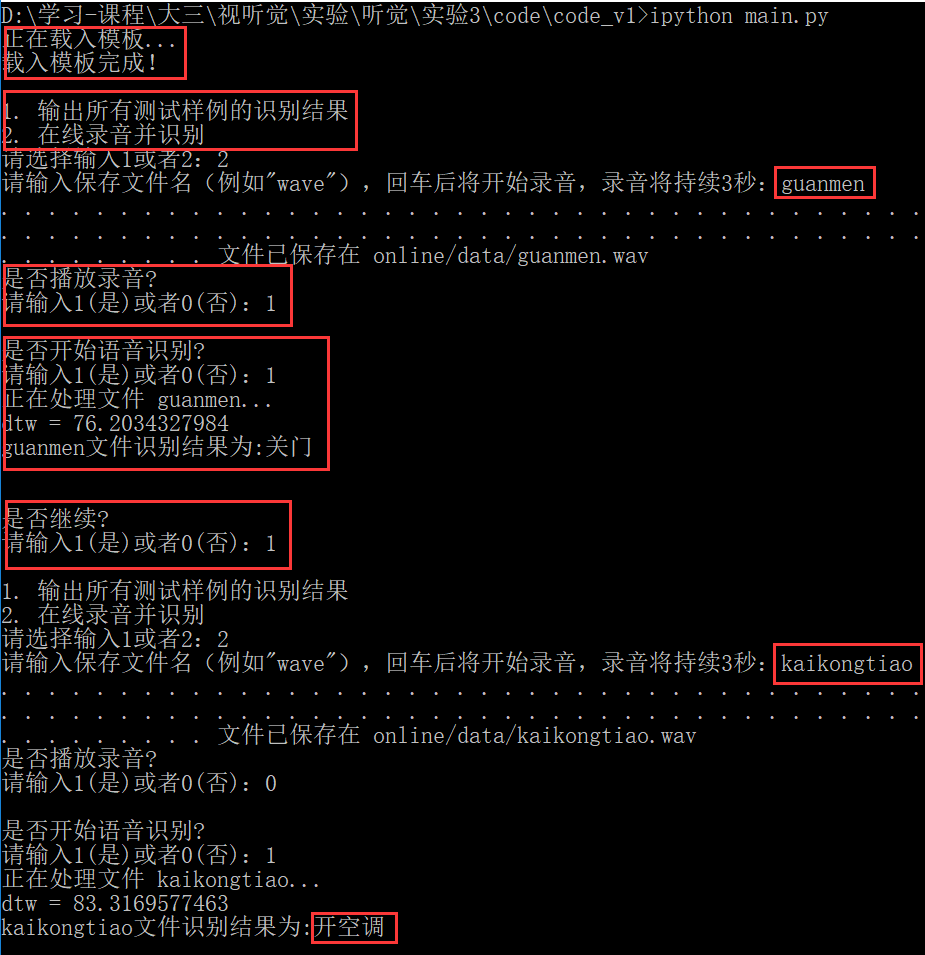 D:\学习-课程\大三\视听觉\实验\听觉\实验3\code\code_v1>ipython main.py
正在载入模板...
载入模板完成!
1. 输出所有测试样例的识别结果
2. 在线录音并识别
请选择输入1或者2: 2
请输入保存文件名（例如"wave"），回车后将开始录音，录音将持续3秒：guanmen
. . . . . . . . . . . . . . . . . . . . . . . . . . . . . . . . . . . . . . .
. . . . . . . . . . . . . . . . . . . . . . . . . . . . . . . . . . . . . . .
. . . . . . . . . 文件已保存在 online/data/guanmen.wav
是否播放录音?
请输入1(是)或者0(否): 1
是否开始语音识别?
请输入1(是)或者0(否): 1
正在处理文件 guanmen...
dtw = 76.2034327984
guanmen文件识别结果为:关门
是否继续?
请输入1(是)或者0(否): 1
1. 输出所有测试样例的识别结果
2. 在线录音并识别
请选择输入1或者2: 2
请输入保存文件名（例如"wave"），回车后将开始录音，录音将持续3秒：kaikongtiao
. . . . . . . . . . . . . . . . . . . . . . . . . . . . . . . . . . . . . . .
. . . . . . . . . . . . . . . . . . . . . . . . . . . . . . . . . . . . . . .
. . . . . . . . . 文件已保存在 online/data/kaikongtiao.wav
是否播放录音?
请输入1(是)或者0(否): 0
是否开始语音识别?
请输入1(是)或者0(否): 1
正在处理文件 kaikongtiao...
dtw = 83.3169577463
kaikongtiao文件识别结果为:开空调